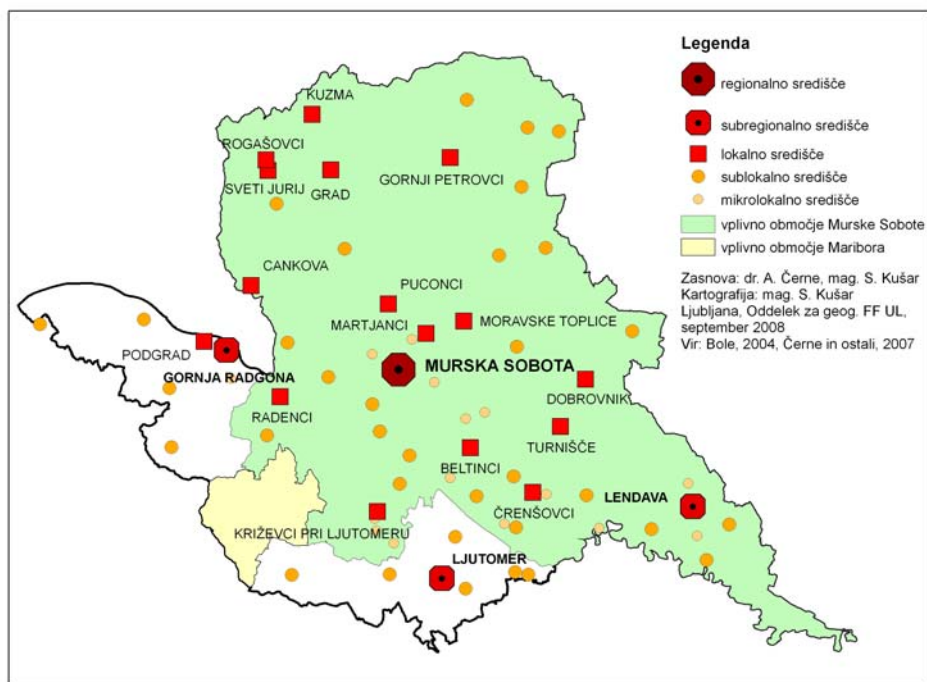 Legenda
regionalno središče
subregionalno središče
lokalno središče
sublokalno središče
mikrolokalno središče
vplivno območje Murske Sobote
vplivno območje Maribora
Zasnova: dr. A. Černe, mag. S. Kušar
Kartografija: mag. S. Kušar
Ljubljana, Oddelek za geog. FF UL,
september 2008
Vir: Bole, 2004, Černe in ostali, 2007
KUZMA
ROGAŠOVCI
SVETI JURIJ
GRAD
GORNJI PETROVCI
CANKOVA
PUCONCI
MARTJANCI
MORAVSKE TOPLICE
PODGRAD
GORNJA RADGONA
MURSKA SOBOTA
DOBROVNIK
RADENCI
TURNIŠČE
BELTINCI
LENDAVA
ČRENŠOVCI
KRIŽEVCI PRI LJUTOMERU
LJUTOMER